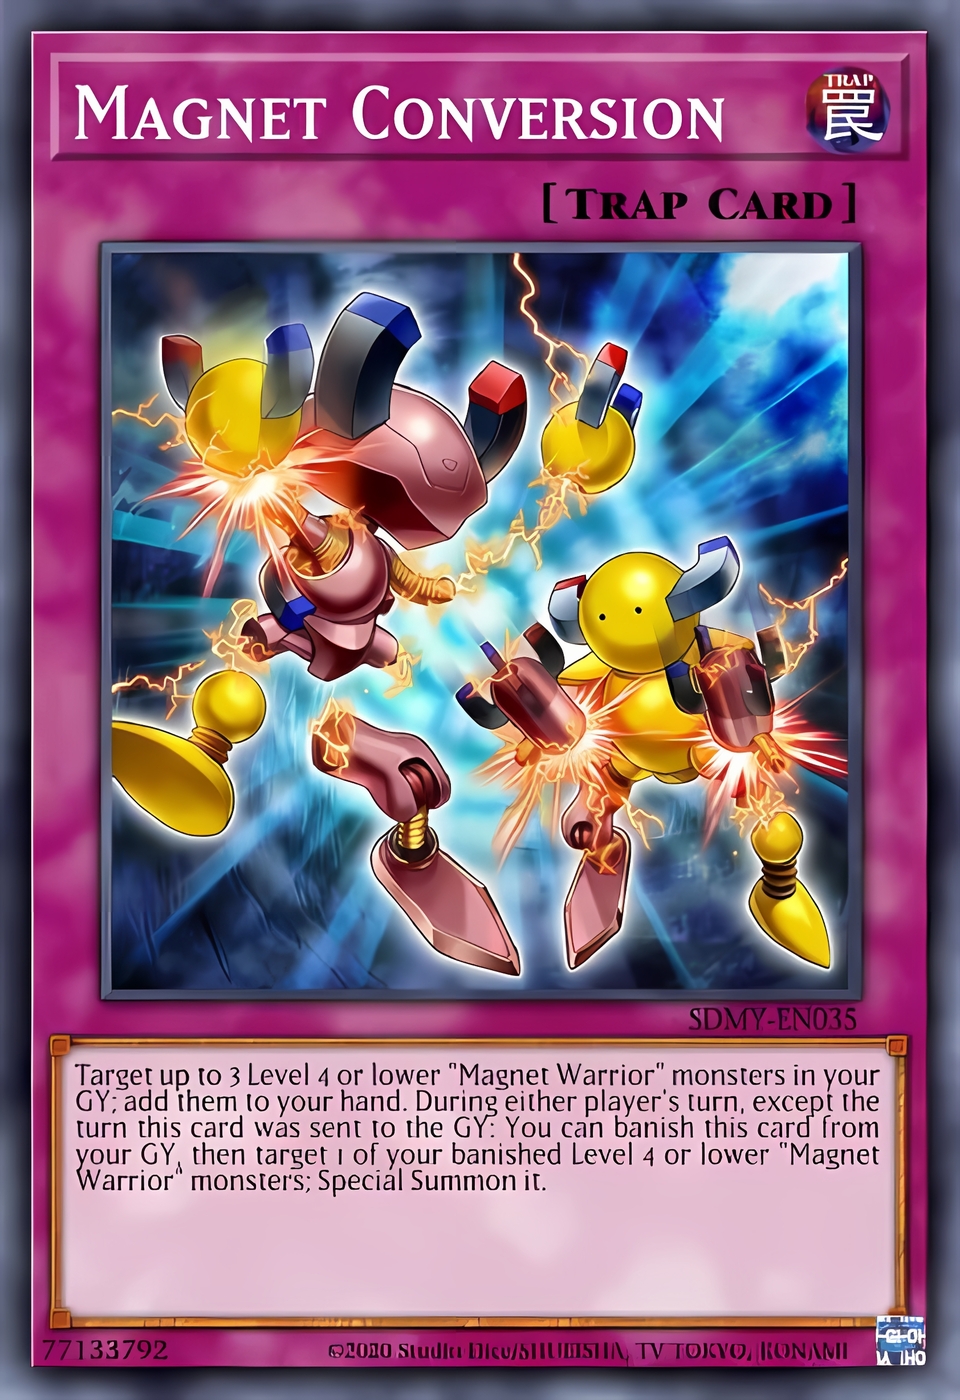 MAGNET CONVERSION
TRAP
罠
[TRAP CARD]
SDMY-EN035
Target up to 3 Level 4 or lower "Magnet Warrior" monsters in your
GY; add them to your hand. During either player's turn, except the
turn this card was sent to the GY: You can banish this card from
your GY, then target 1 of your banished Level 4 or lower "Magnet
Warrior" monsters; Special Summon it.
77133792
©2020 Studio Dice/SHUEISHA, TV TOKYO, KONAMI